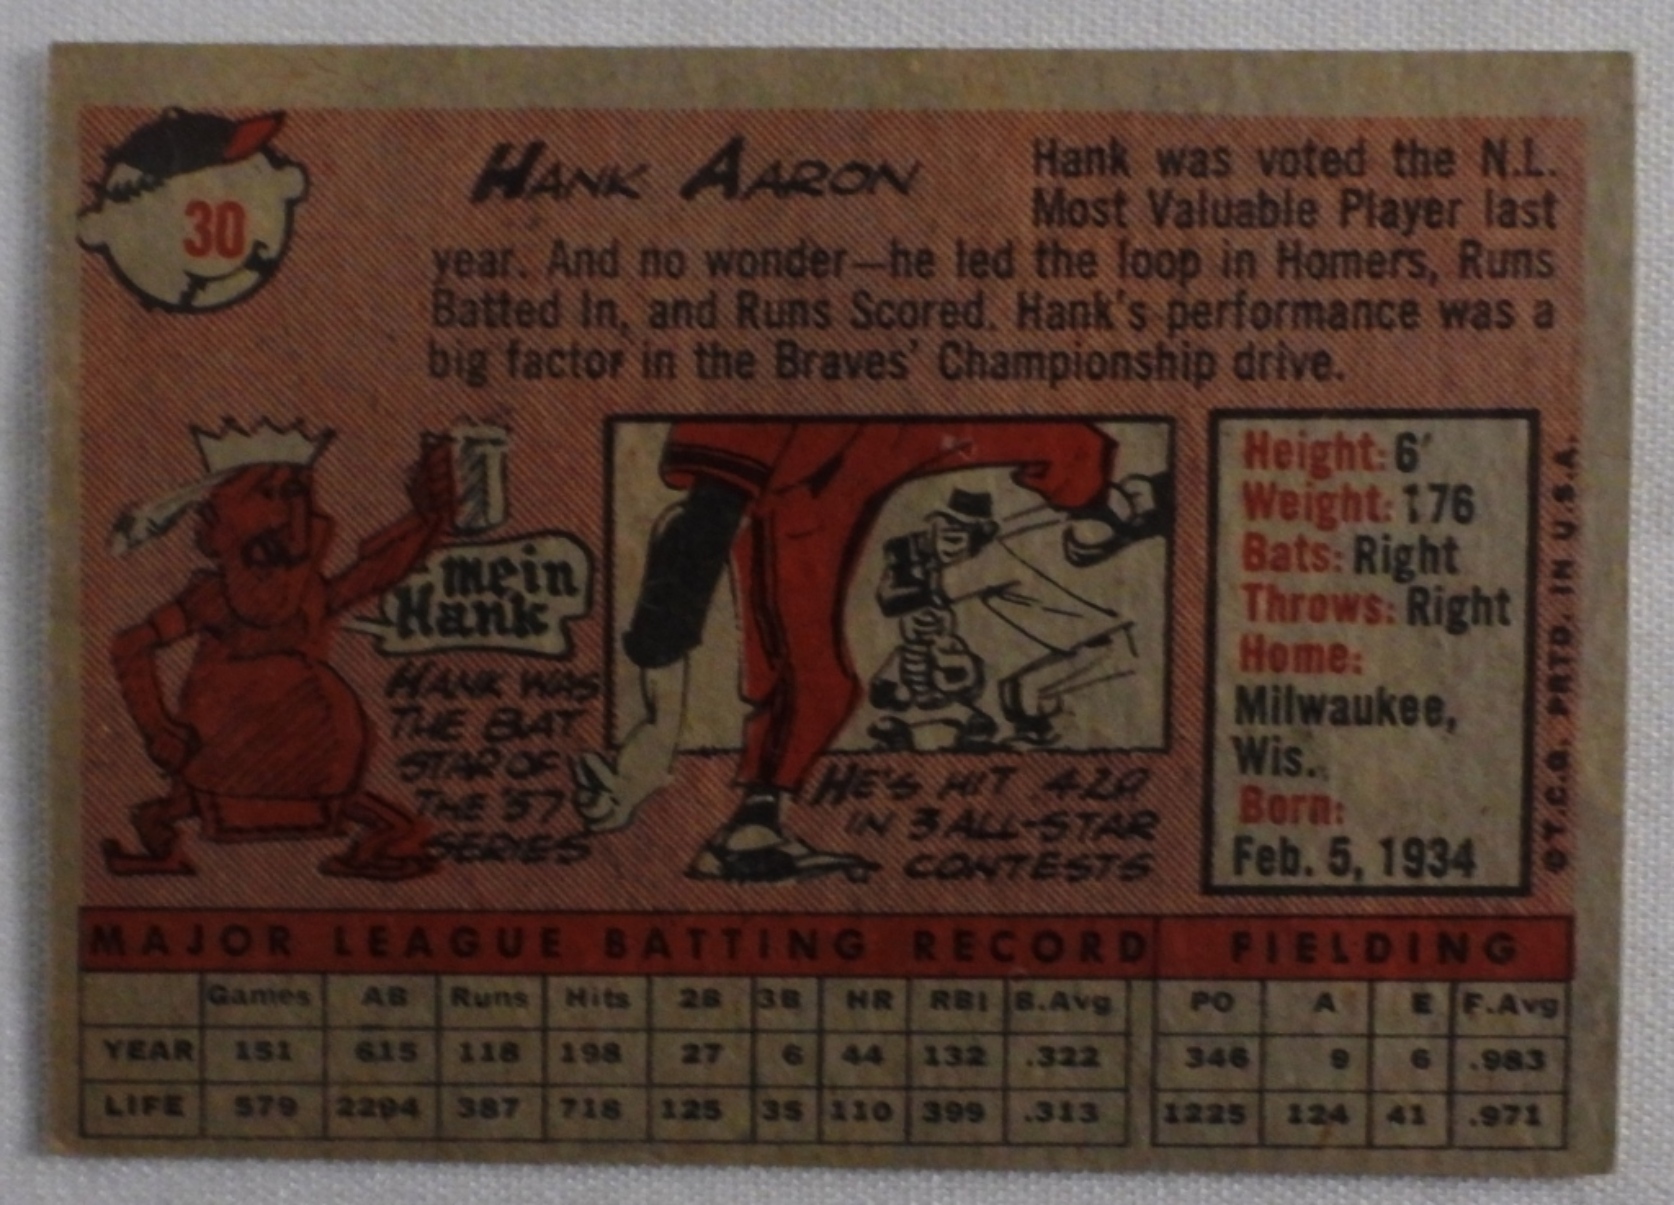 30
HANK AARON
Hank was voted the N.L.
Most Valuable Player last
year. And no wonder—he led the loop in Homers, Runs
Batted In, and Runs Scored. Hank's performance was a
big factor in the Braves' Championship drive.
mein
Hank
HANK WAS
THE BAT
STAR OF
THE '57
SERIES
HE'S HIT .420
IN 3 ALL-STAR
CONTESTS
Height: 6'
Weight: 176
Bats: Right
Throws: Right
Home:
Milwaukee,
Wis.
Born:
Feb. 5, 1934
©T.C.G. PRTD. IN U.S.A.
MAJOR LEAGUE BATTING RECORD FIELDING
Games AB Runs Hits 2B 3B HR RBI B.Avg PO A E F.Avg
YEAR 151 615 118 198 27 6 44 132 .322 346 9 6 .983
LIFE 579 2294 387 718 125 35 110 399 .313 1225 124 41 .971